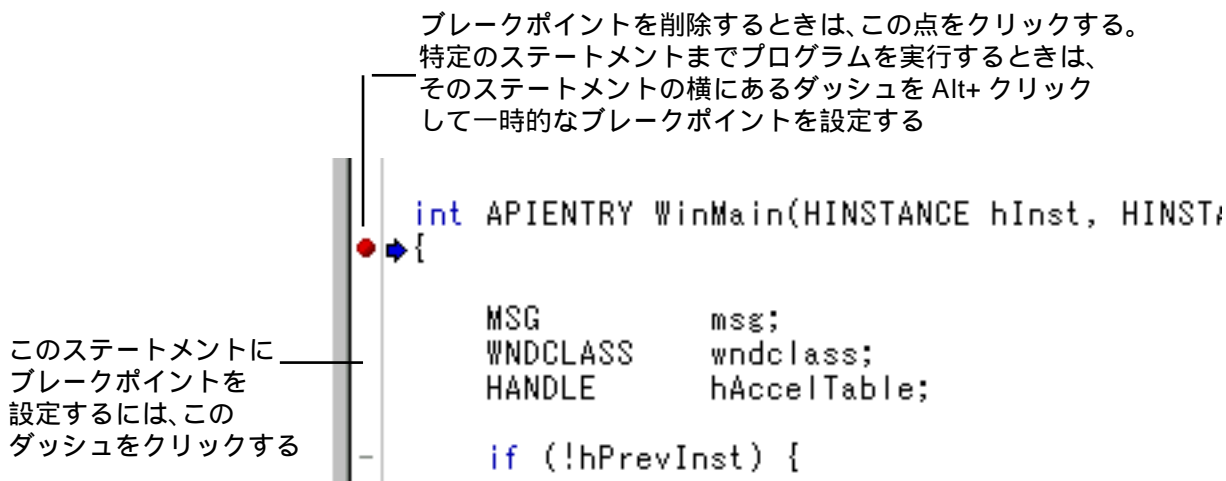 ブレークポイントを削除するときは、この点をクリックする。
特定のステートメントまでプログラムを実行するときは、
そのステートメントの横にあるダッシュを Alt+ クリック
して一時的なブレークポイントを設定する
int APIENTRY WinMain(HINSTANCE hInst, HINSTA
{
MSG msg;
WNDCLASS wndclass;
HANDLE hAccelTable;
このステートメントに
ブレークポイントを
設定するには、この
ダッシュをクリックする
if (!hPrevInst) {